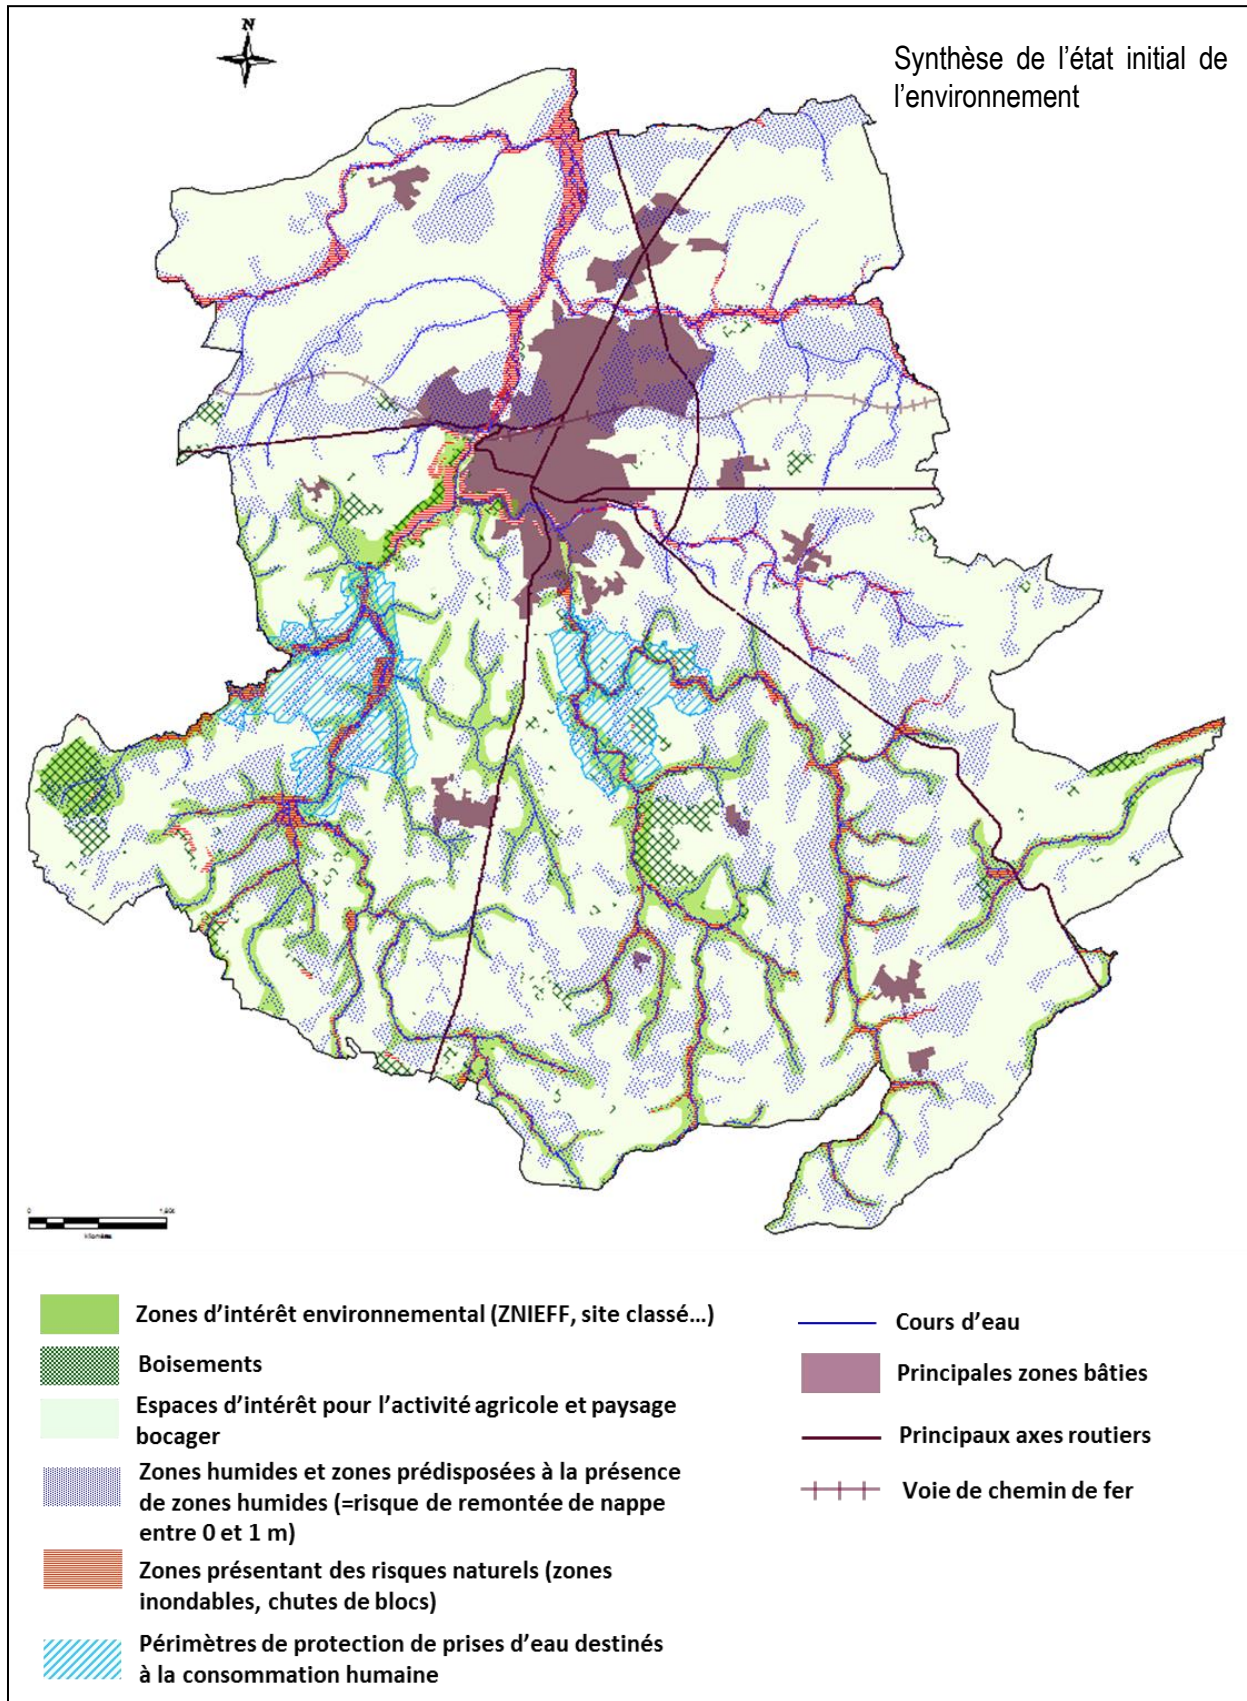 N
Synthèse de l'état initial de
l'environnement
0
kilomètres
Zones d'intérêt environnemental (ZNIEFF, site classé…)
Boisements
Espaces d'intérêt pour l'activité agricole et paysage
bocager
Zones humides et zones prédisposées à la présence
de zones humides (=risque de remontée de nappe
entre 0 et 1 m)
Zones présentant des risques naturels (zones
inondables, chutes de blocs)
Périmètres de protection de prises d'eau destinés
à la consommation humaine
Cours d'eau
Principales zones bâties
Principaux axes routiers
Voie de chemin de fer